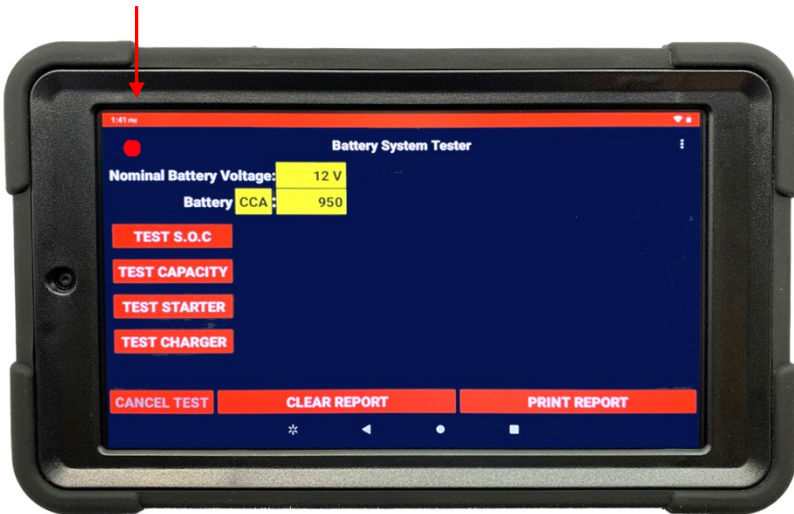 1:41 PM
Battery System Tester
Nominal Battery Voltage: 12 V
Battery CCA : 950
TEST S.O.C
TEST CAPACITY
TEST STARTER
TEST CHARGER
CANCEL TEST CLEAR REPORT PRINT REPORT